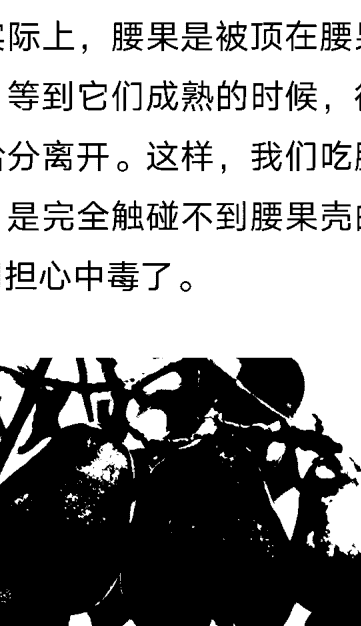 实际上，腰果是被顶在腰
等到它们成熟的时候，
分离开。这样，我们吃
是完全触碰不到腰果壳
担心中毒了。